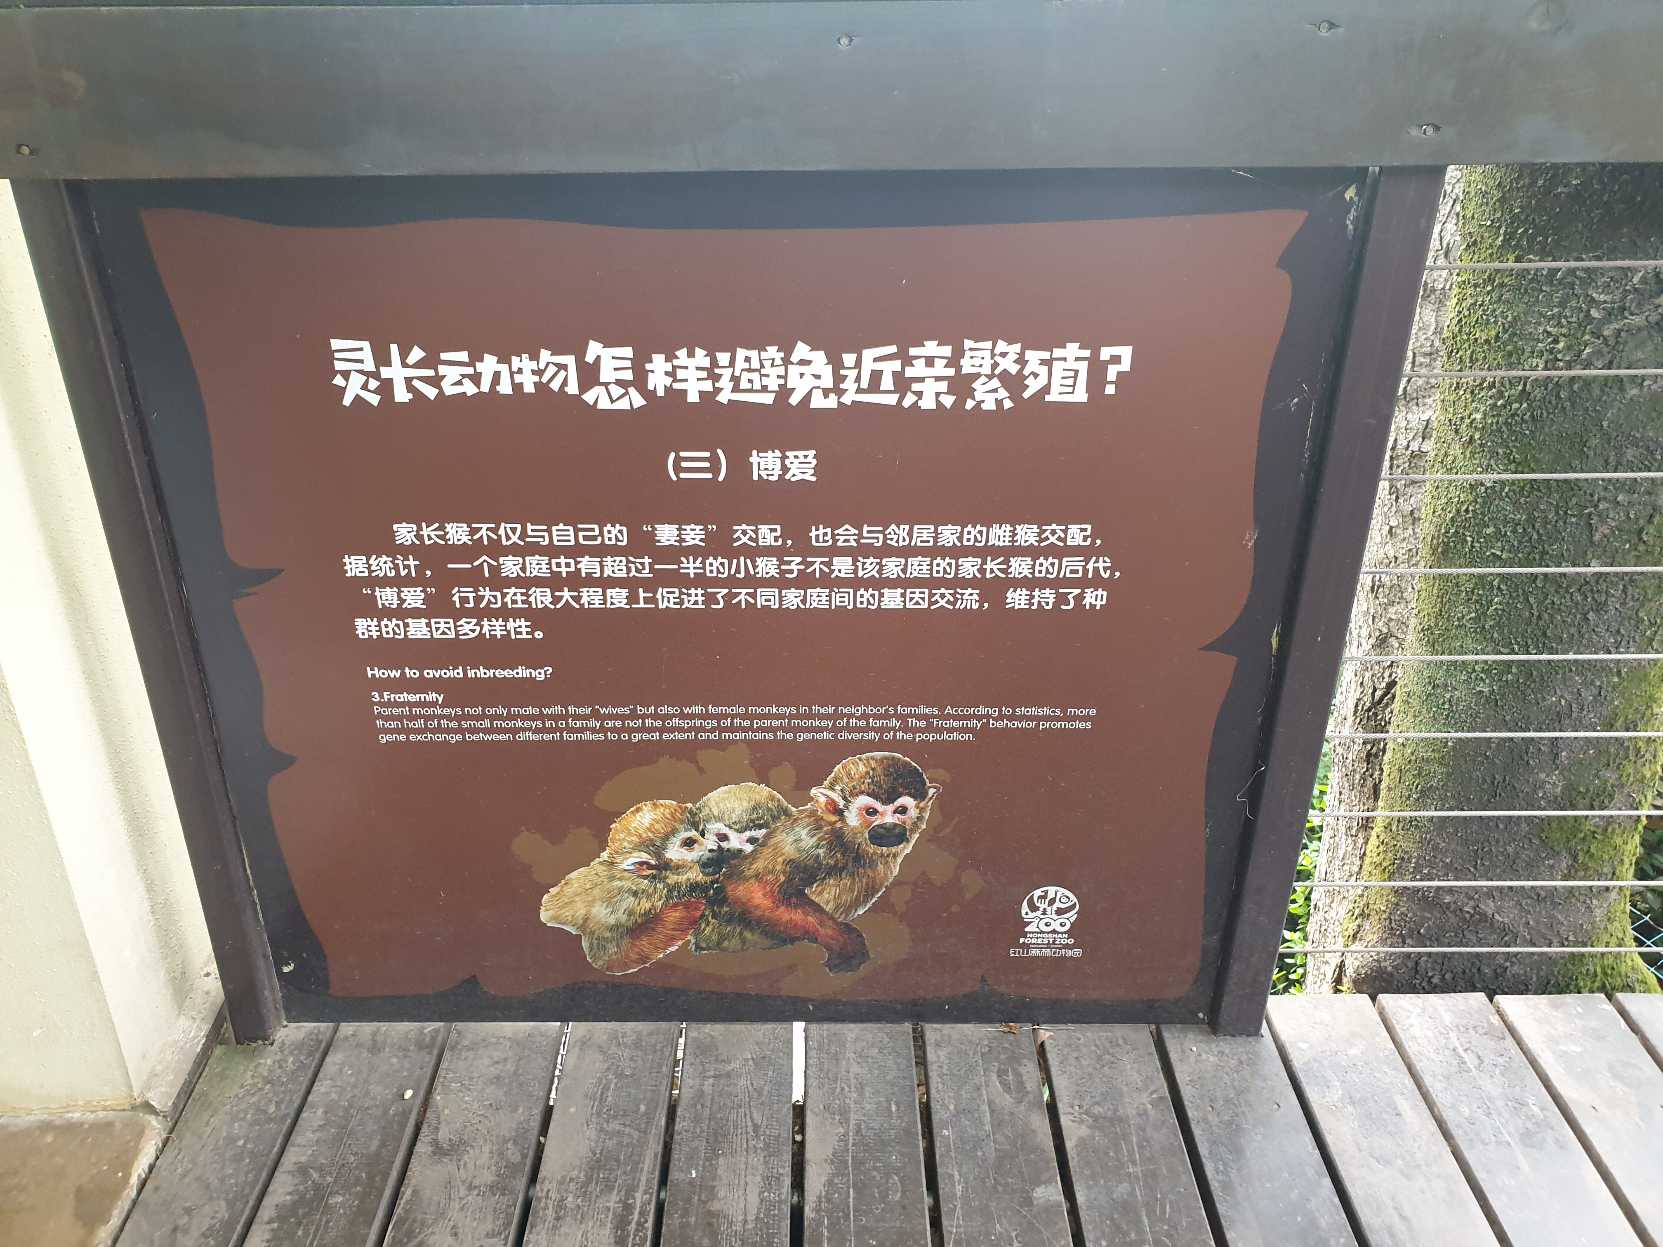 灵长动物怎样避免近亲繁殖?
(三) 博爱
家长猴不仅与自己的“妻妾”交配，也会与邻居家的雌猴交配，
据统计，一个家庭中有超过一半的小猴子不是该家庭的家长猴的后代，
“博爱”行为在很大程度上促进了不同家庭间的基因交流，维持了种
群的基因多样性。
How to avoid inbreeding?
3.Fraternity
Parent monkeys not only mate with their "wives" but also with female monkeys in their neighbor's families. According to statistics, more
than half of the small monkeys in a family are not the offsprings of the parent monkey of the family. The "Fraternity" behavior promotes
gene exchange between different families to a great extent and maintains the genetic diversity of the population.
ZOO
HONGSHAN
FOREST ZOO
红山森林动物园